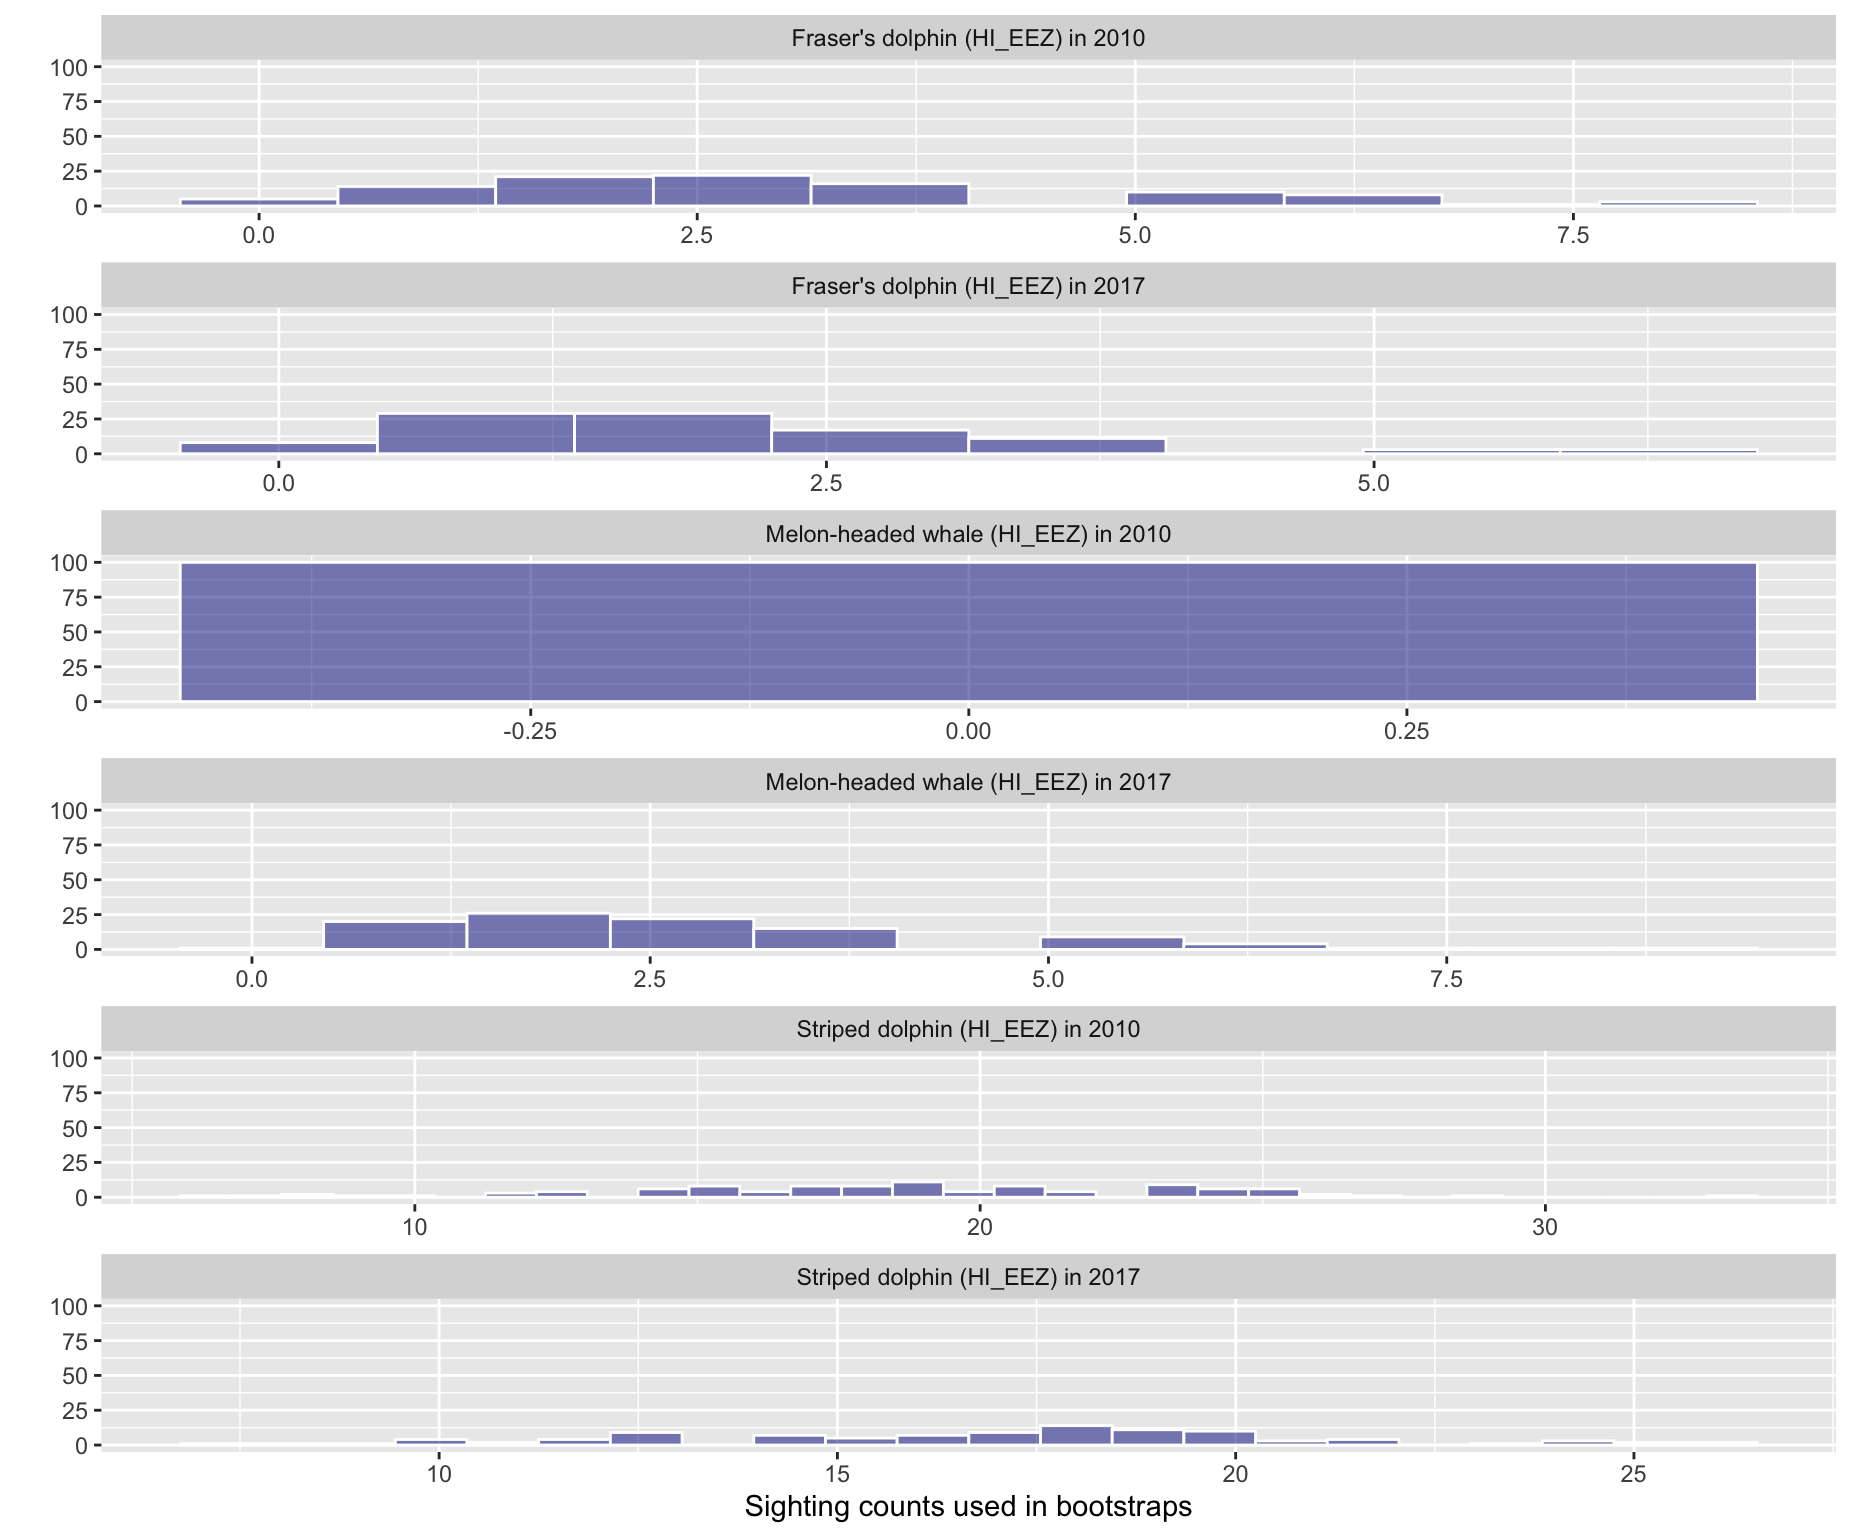 Fraser's dolphin (HI_EEZ) in 2010
100
75
50
25
0
0.0 2.5 5.0 7.5
Fraser's dolphin (HI_EEZ) in 2017
100
75
50
25
0
0.0 2.5 5.0
Melon-headed whale (HI_EEZ) in 2010
100
75
50
25
0
-0.25 0.00 0.25
Melon-headed whale (HI_EEZ) in 2017
100
75
50
25
0
0.0 2.5 5.0 7.5
Striped dolphin (HI_EEZ) in 2010
100
75
50
25
0
10 20 30
Striped dolphin (HI_EEZ) in 2017
100
75
50
25
0
10 15 20 25
Sighting counts used in bootstraps